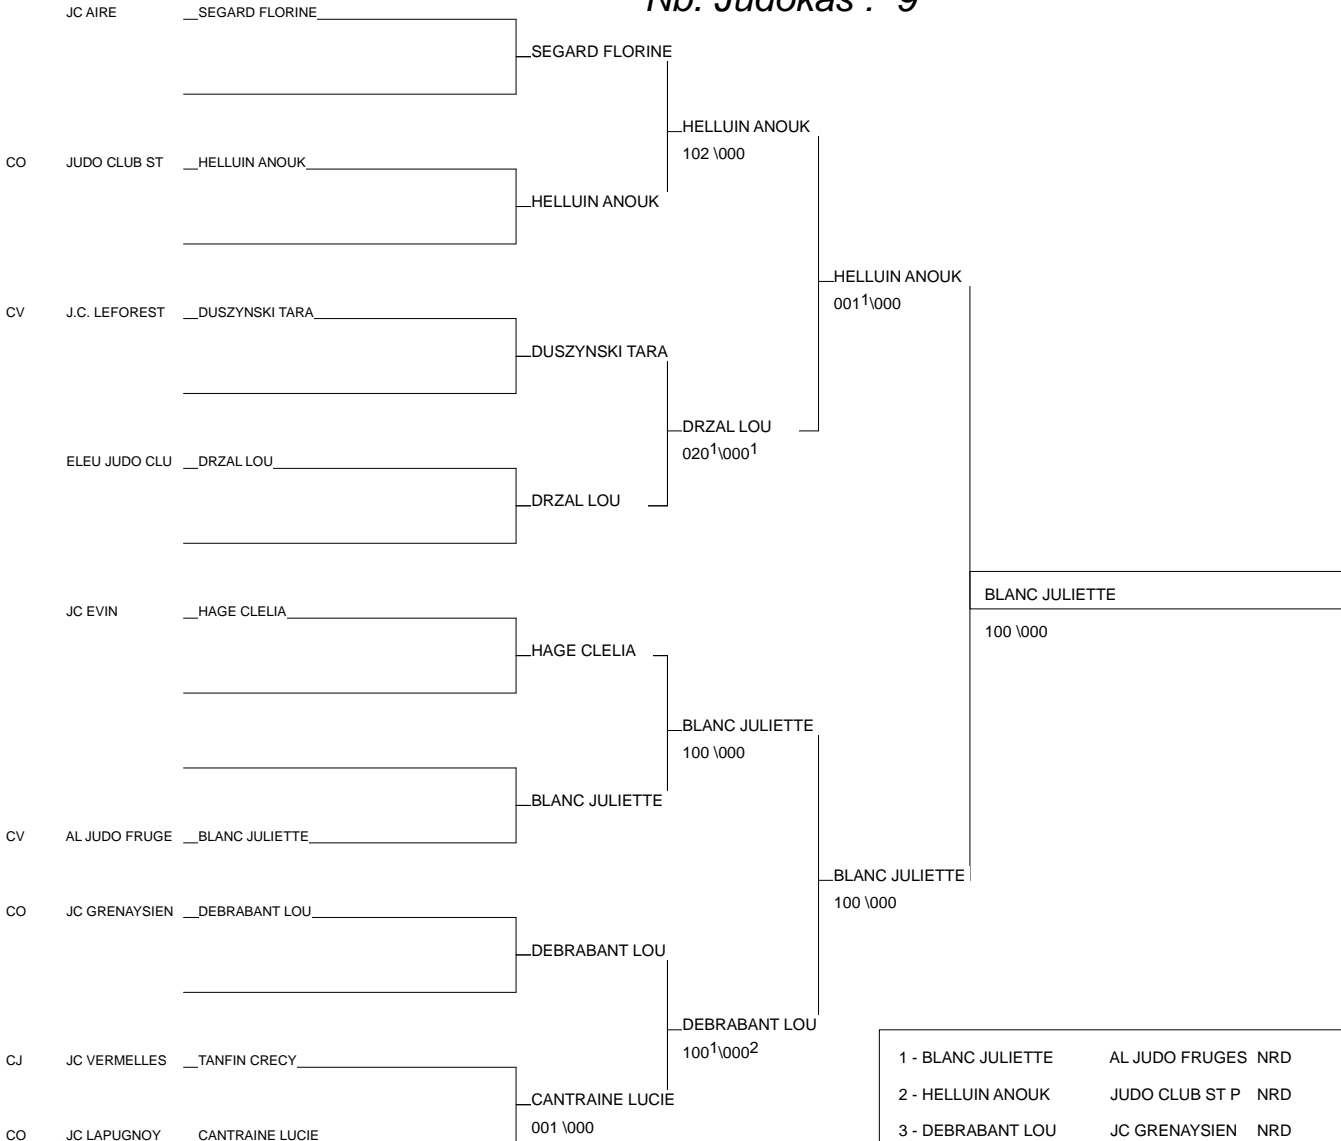 Nb. Judokas : 9
JC AIRE SEGARD FLORINE
SEGARD FLORINE
HELLUIN ANOUK
102 \000
CO JUDO CLUB ST HELLUIN ANOUK
HELLUIN ANOUK
HELLUIN ANOUK
001¹\000
CV J.C. LEFOREST DUSZYNSKI TARA
DUSZYNSKI TARA
DRZAL LOU
020¹\000¹
ELEU JUDO CLU DRZAL LOU
DRZAL LOU
BLANC JULIETTE
100 \000
JC EVIN HAGE CLELIA
HAGE CLELIA
BLANC JULIETTE
100 \000
BLANC JULIETTE
CV AL JUDO FRUGE BLANC JULIETTE
BLANC JULIETTE
100 \000
CO JC GRENAYSIEN DEBRABANT LOU
DEBRABANT LOU
DEBRABANT LOU
100¹\000²
CJ JC VERMELLES TANFIN CRECY
CANTRAINE LUCIE
001 \000
CO JC LAPUGNOY CANTRAINE LUCIE
1 - BLANC JULIETTE AL JUDO FRUGES NRD
2 - HELLUIN ANOUK JUDO CLUB ST P NRD
3 - DEBRABANT LOU JC GRENAYSIEN NRD